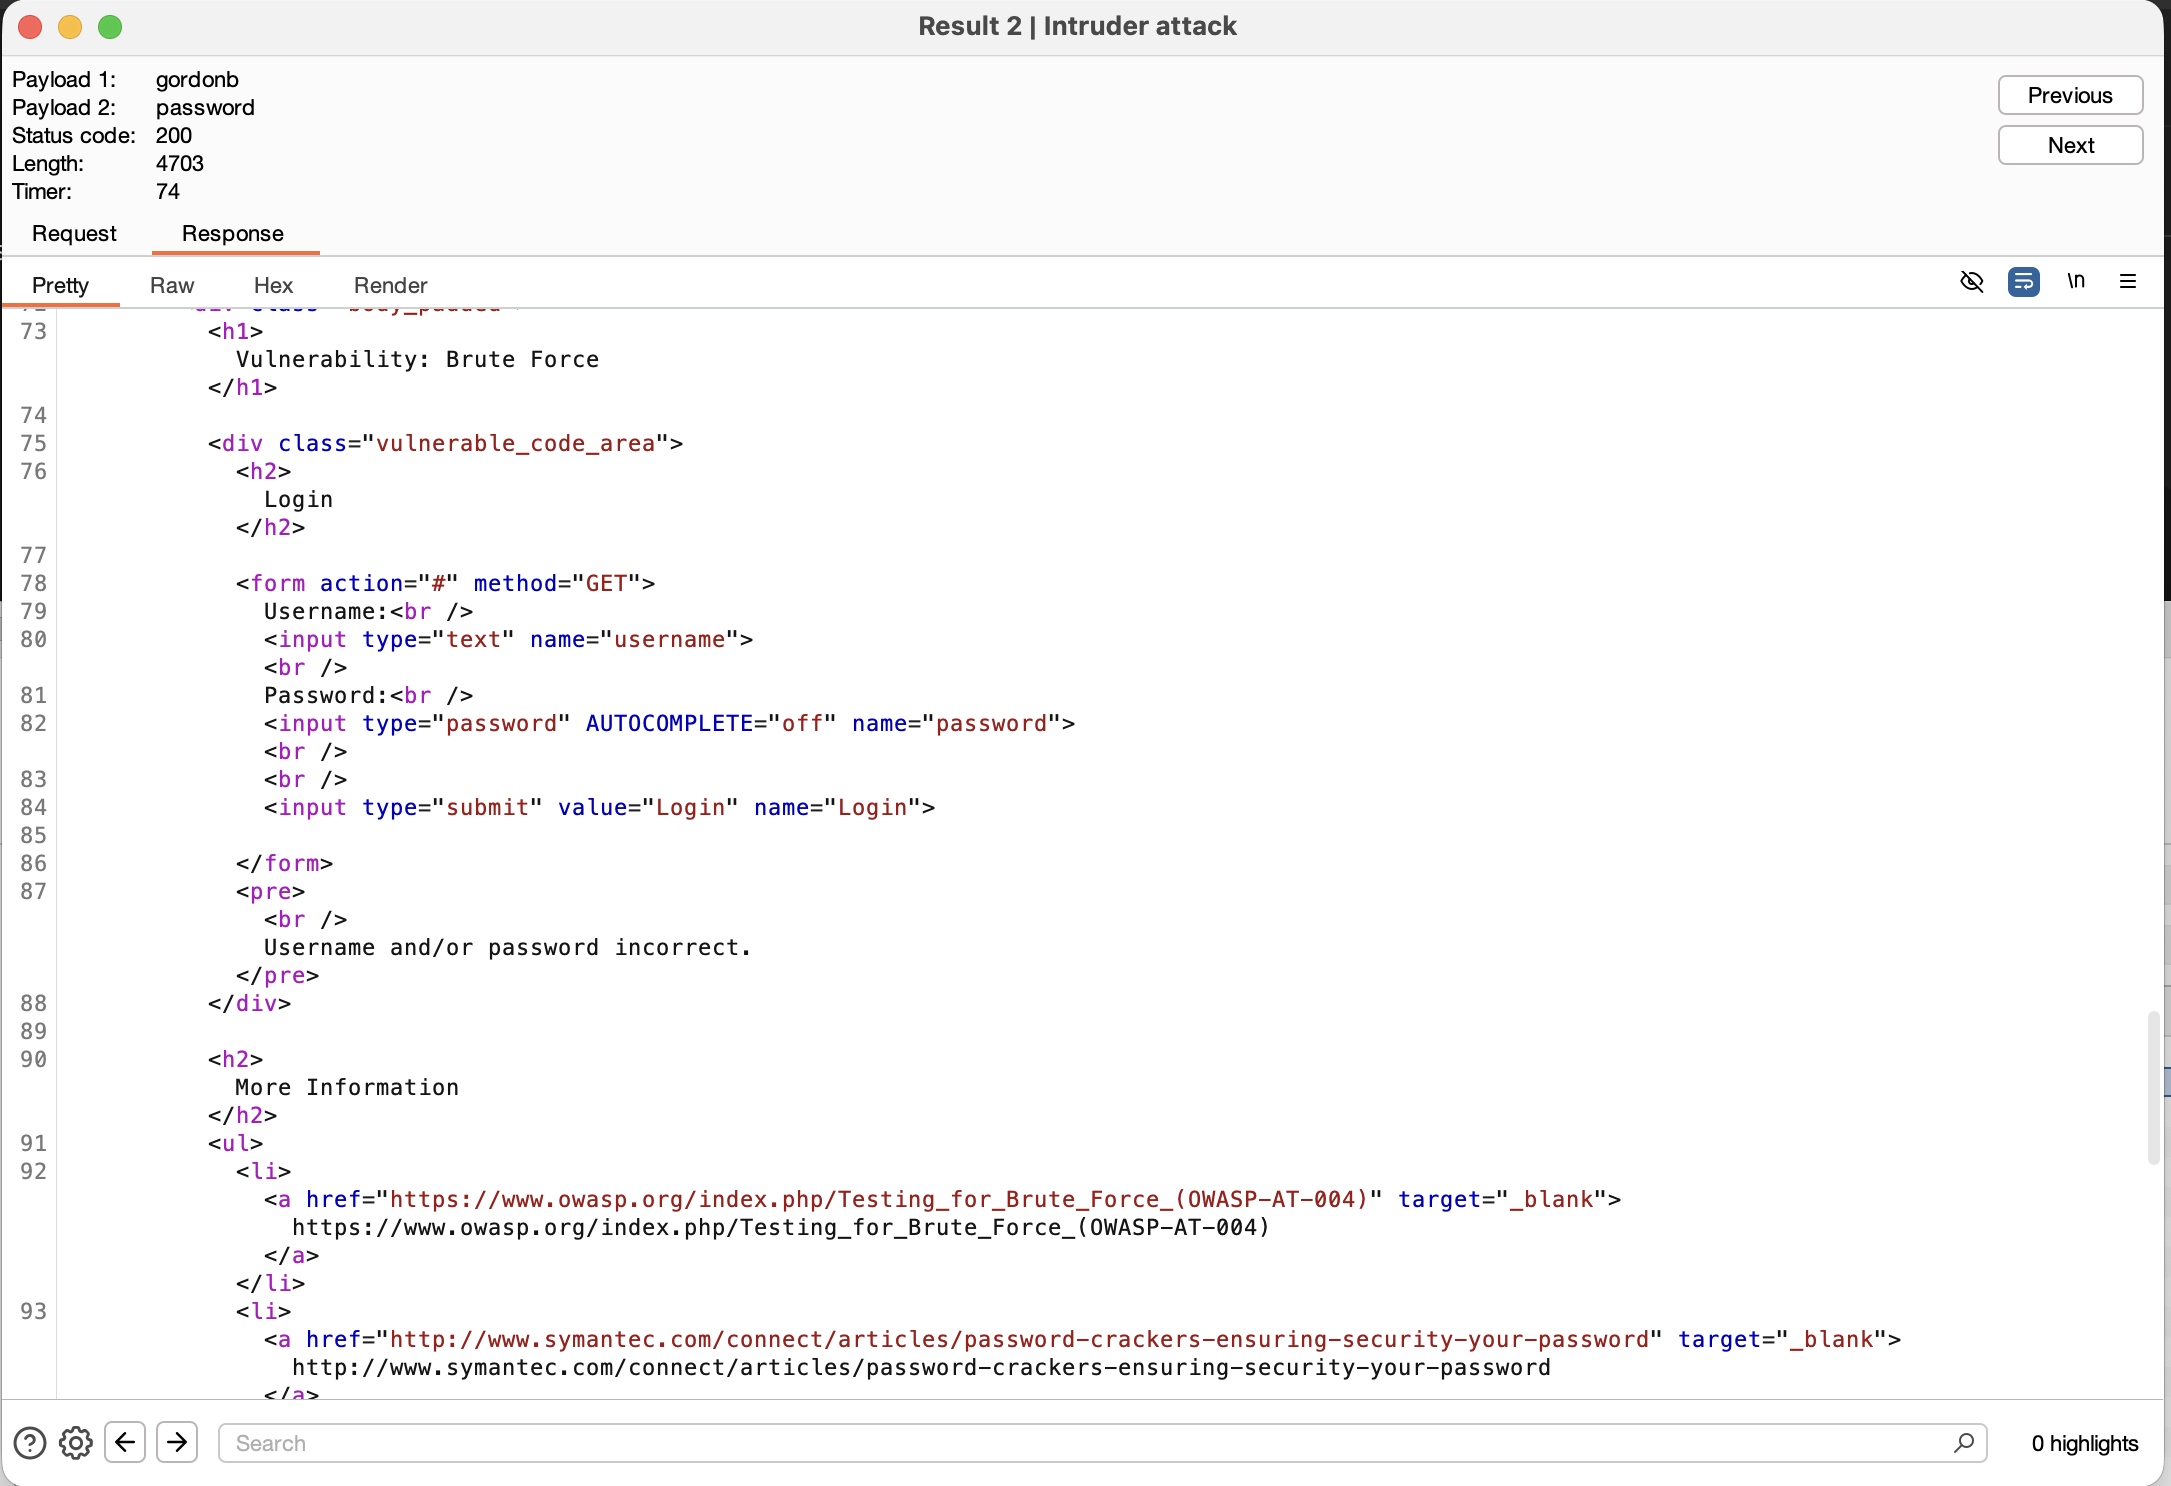 Result 2 | Intruder attack
Payload 1: gordonb
Payload 2: password
Status code: 200
Length: 4703
Timer: 74
Previous
Next
Request Response
Pretty Raw Hex Render \n
73 <h1>
Vulnerability: Brute Force
</h1>
74
75 <div class="vulnerable_code_area">
76 <h2>
Login
</h2>
77
78 <form action="#" method="GET">
79 Username:<br />
80 <input type="text" name="username">
<br />
81 Password:<br />
82 <input type="password" AUTOCOMPLETE="off" name="password">
<br />
83 <br />
84 <input type="submit" value="Login" name="Login">
85
86 </form>
87 <pre>
<br />
Username and/or password incorrect.
</pre>
88 </div>
89
90 <h2>
More Information
</h2>
91 <ul>
92 <li>
<a href="https://www.owasp.org/index.php/Testing_for_Brute_Force_(OWASP-AT-004)" target="_blank">
https://www.owasp.org/index.php/Testing_for_Brute_Force_(OWASP-AT-004)
</a>
</li>
93 <li>
<a href="http://www.symantec.com/connect/articles/password-crackers-ensuring-security-your-password" target="_blank">
http://www.symantec.com/connect/articles/password-crackers-ensuring-security-your-password
</a>
Search
0 highlights